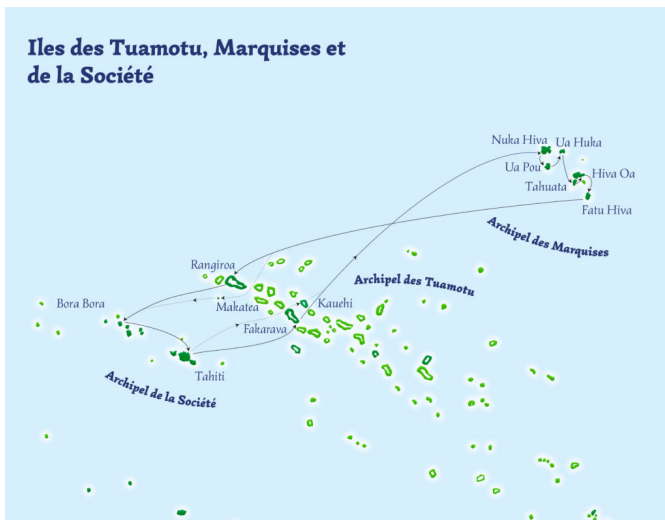 Iles des Tuamotu, Marquises et
de la Société
Nuka Hiva
Ua Huka
Ua Pou
Hiva Oa
Tahuata
Fatu Hiva
Archipel des Marquises
Rangiroa
Archipel des Tuamotu
Bora Bora
Makatea
Kauehi
Fakarava
Tahiti
Archipel de la Société